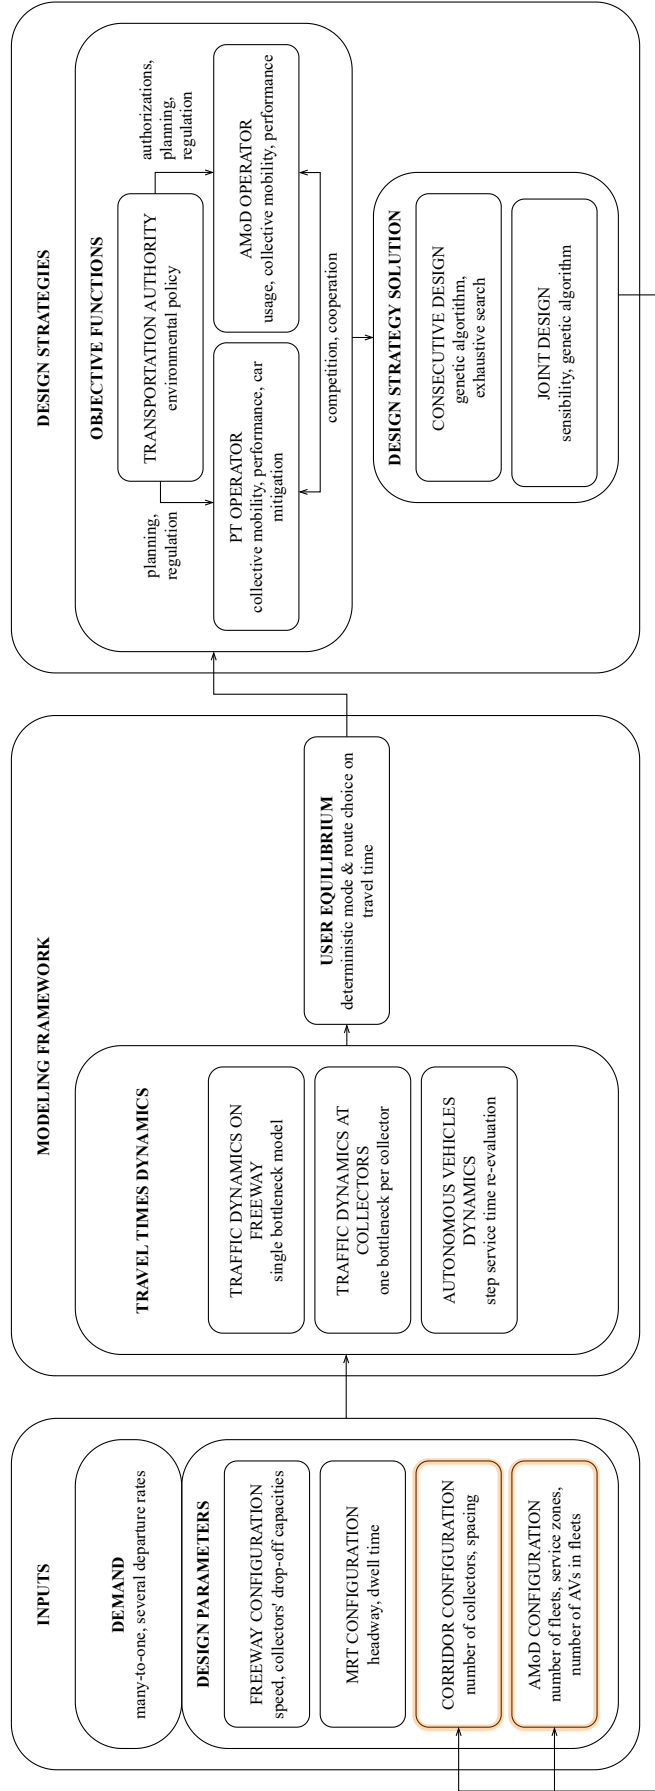 INPUTS
DEMAND
many-to-one, several departure rates
DESIGN PARAMETERS
FREEWAY CONFIGURATION
speed, collectors' drop-off capacities
MRT CONFIGURATION
headway, dwell time
CORRIDOR CONFIGURATION
number of collectors, spacing
AMoD CONFIGURATION
number of fleets, service zones,
number of AVs in fleets
MODELING FRAMEWORK
TRAVEL TIMES DYNAMICS
TRAFFIC DYNAMICS ON
FREEWAY
single bottleneck model
TRAFFIC DYNAMICS AT
COLLECTORS
one bottleneck per collector
AUTONOMOUS VEHICLES
DYNAMICS
step service time re-evaluation
USER EQUILIBRIUM
deterministic mode & route choice on
travel time
DESIGN STRATEGIES
OBJECTIVE FUNCTIONS
TRANSPORTATION AUTHORITY
environmental policy
planning,
regulation
authorizations,
planning,
regulation
PT OPERATOR
collective mobility, performance, car
mitigation
AMoD OPERATOR
usage, collective mobility, performance
competition, cooperation
DESIGN STRATEGY SOLUTION
CONSECUTIVE DESIGN
genetic algortithm,
exhaustive search
JOINT DESIGN
sensibility, genetic algorithm